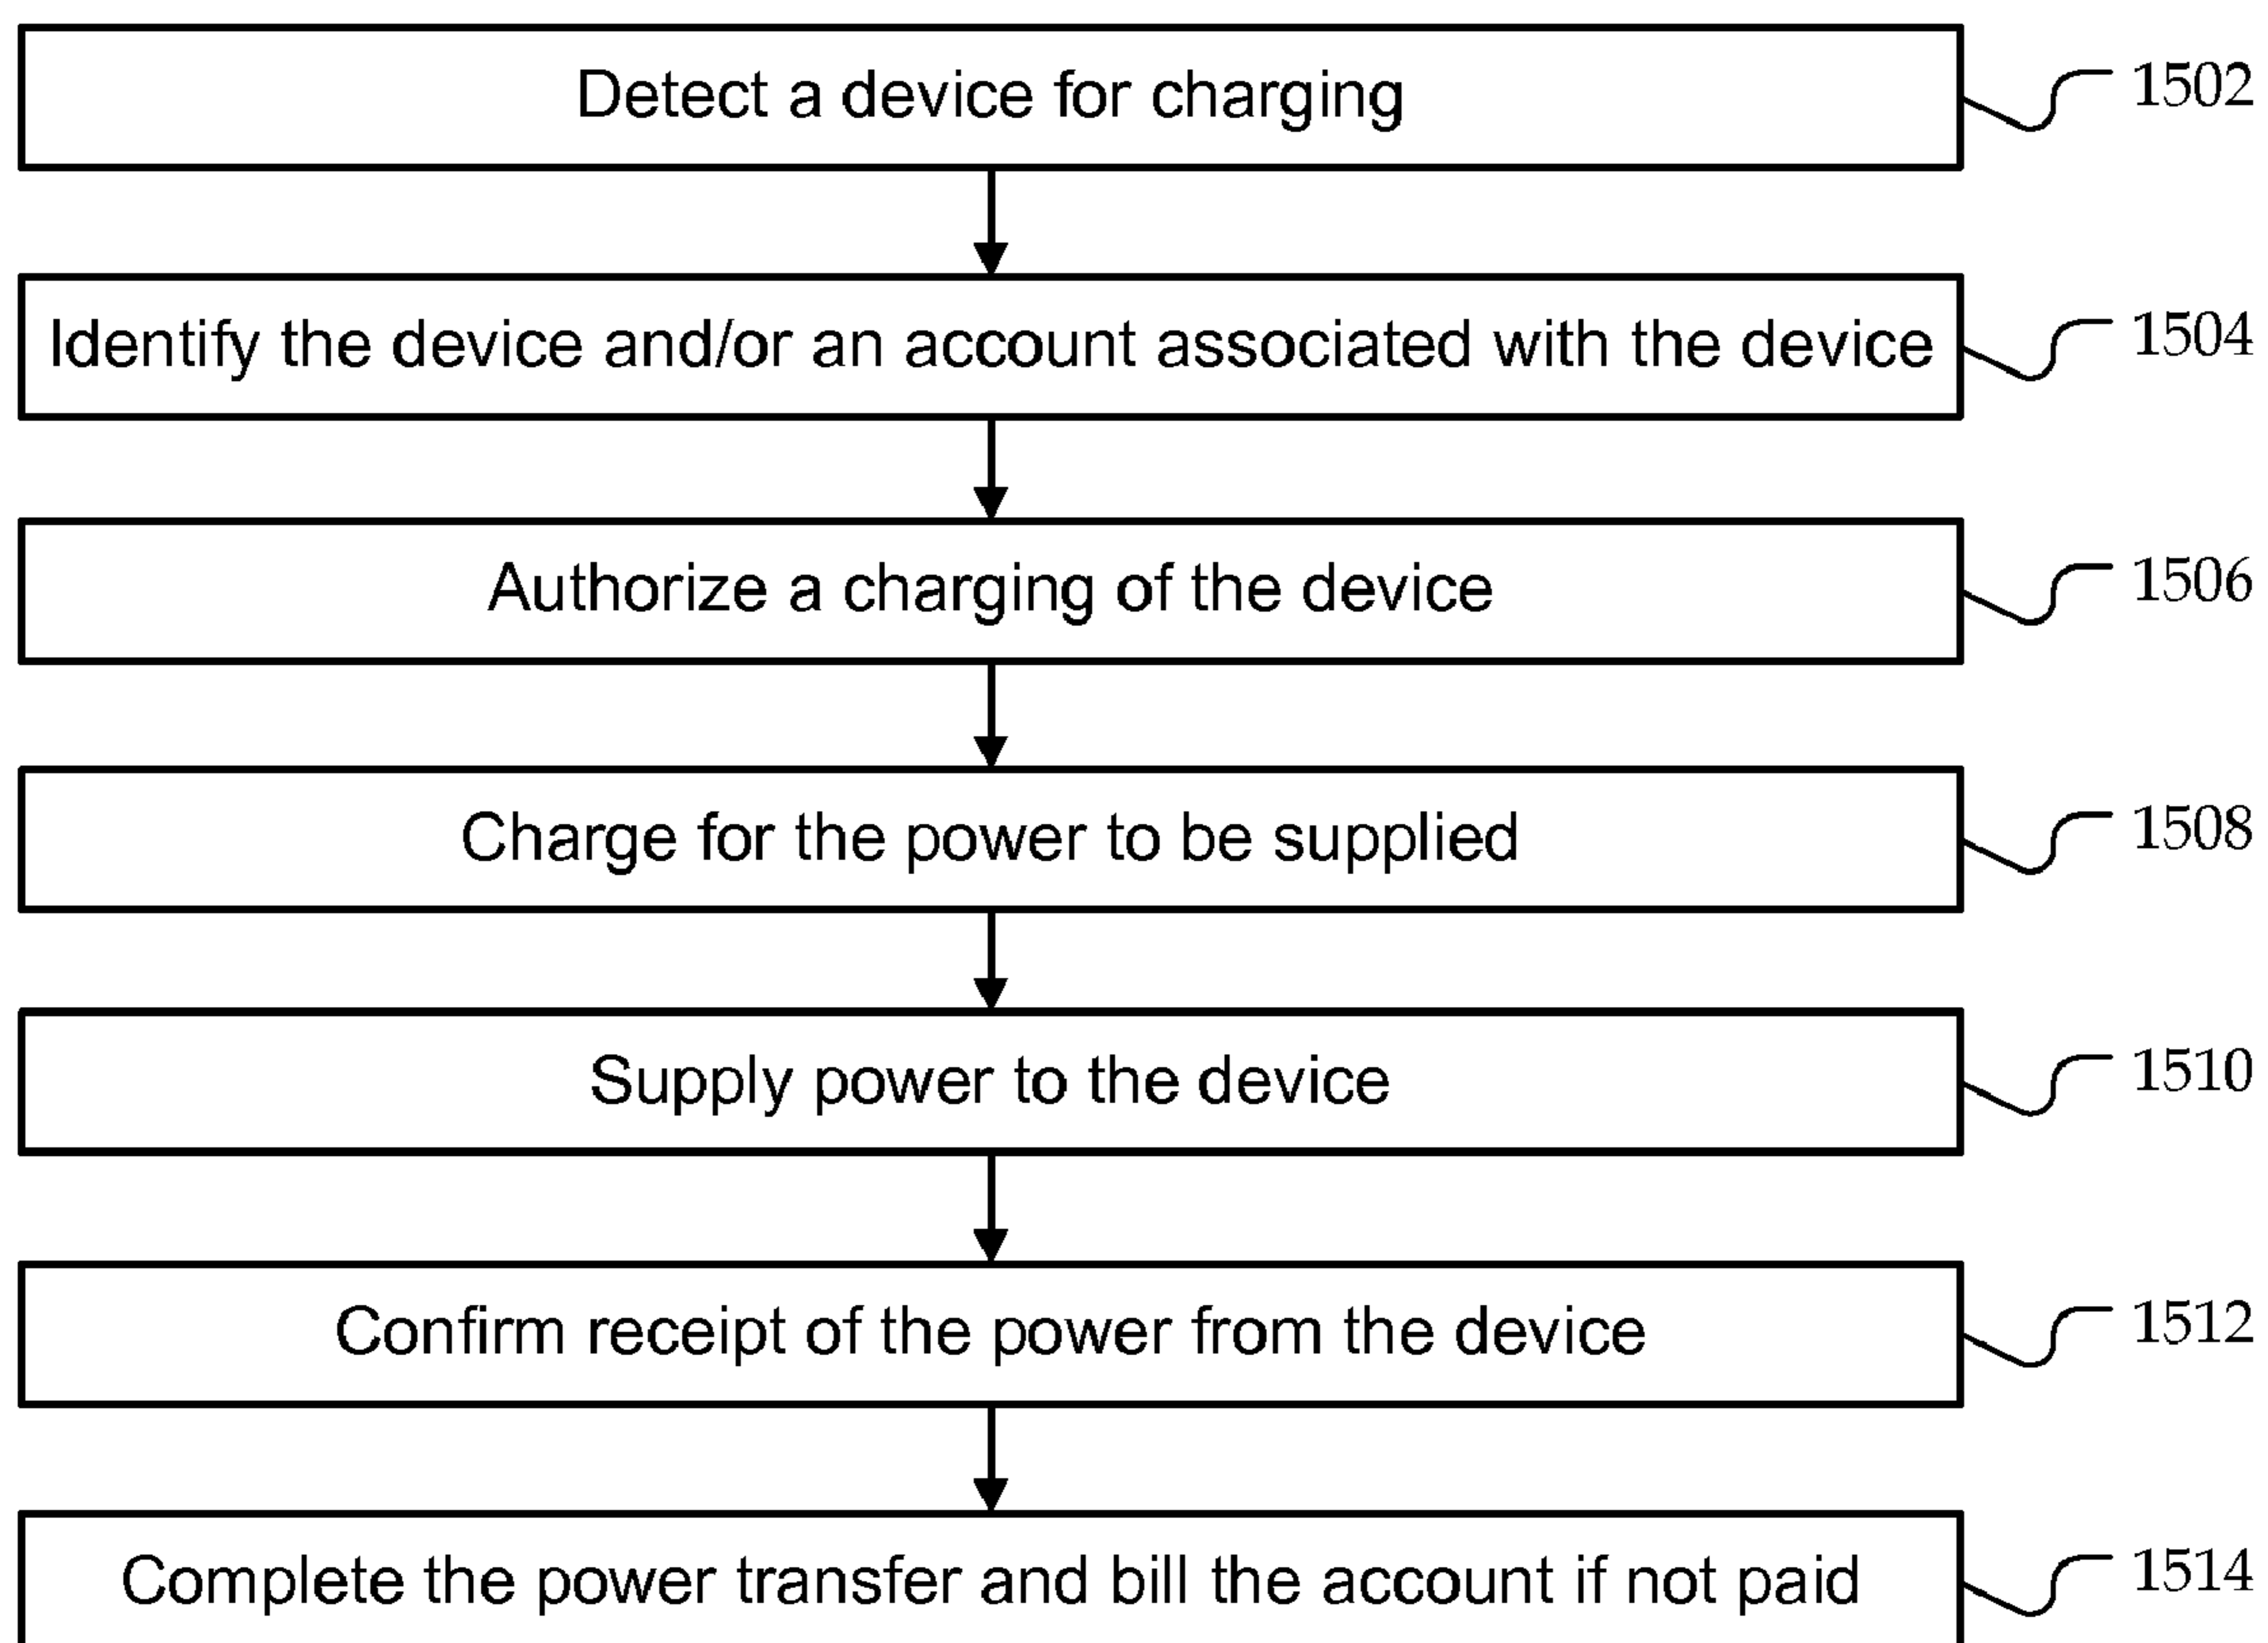 Detect a device for charging 1502
Identify the device and/or an account associated with the device 1504
Authorize a charging of the device 1506
Charge for the power to be supplied 1508
Supply power to the device 1510
Confirm receipt of the power from the device 1512
Complete the power transfer and bill the account if not paid 1514